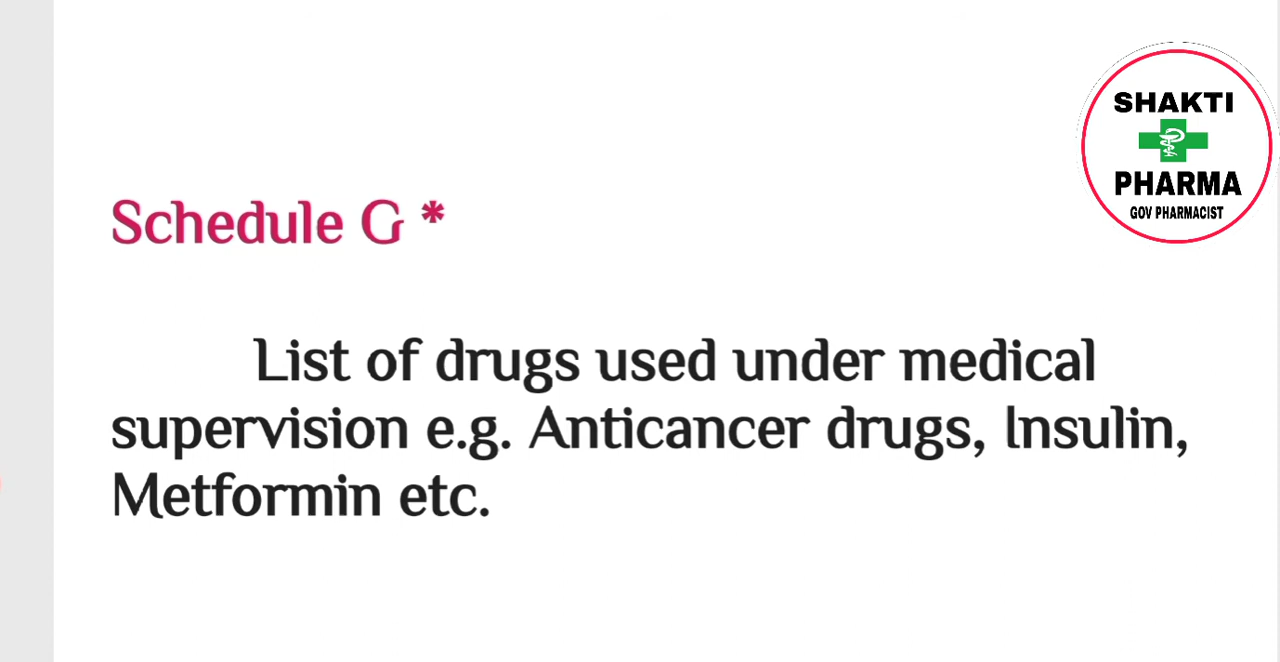 SHAKTI
PHARMA
GOV PHARMACIST
Schedule G *
List of drugs used under medical
supervision e.g. Anticancer drugs, Insulin,
Metformin etc.